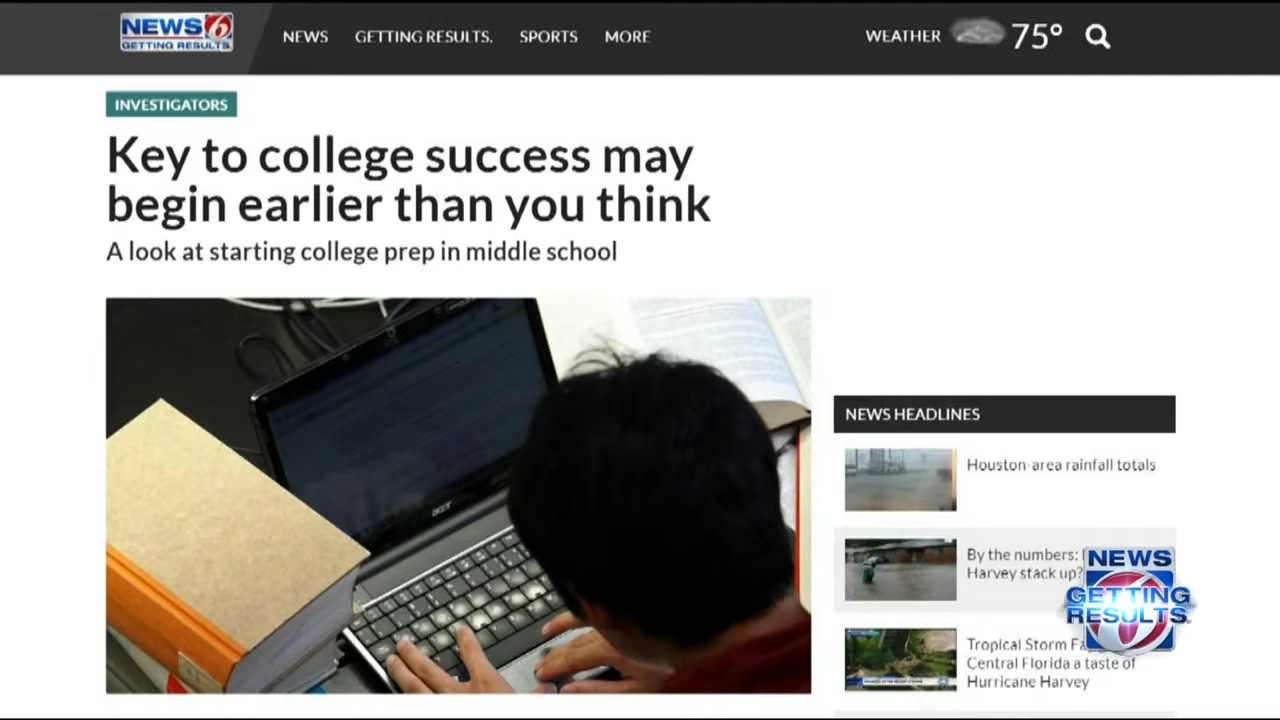 NEWS 6
GETTING RESULTS.
NEWS
GETTING RESULTS.
SPORTS
MORE
WEATHER
75°
INVESTIGATORS
Key to college success may
begin earlier than you think
A look at starting college prep in middle school
acer
NEWS HEADLINES
Houston-area rainfall totals
By the numbers:
Harvey stack up?
Tropical Storm
Central Florida a taste of
Hurricane Harvey
NEWS
6
GETTING
RESULTS.